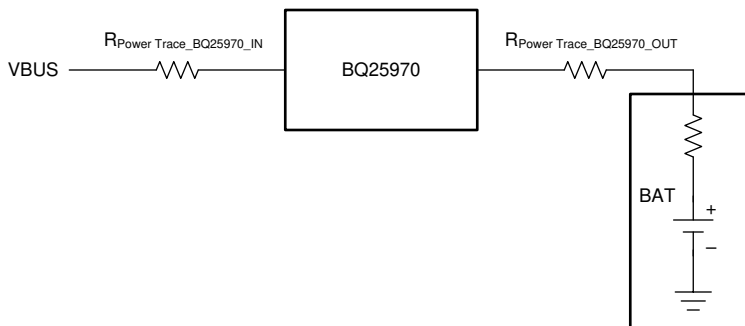 RPower Trace_BQ25970_IN
RPower Trace_BQ25970_OUT
VBUS
BQ25970
BAT
+
–